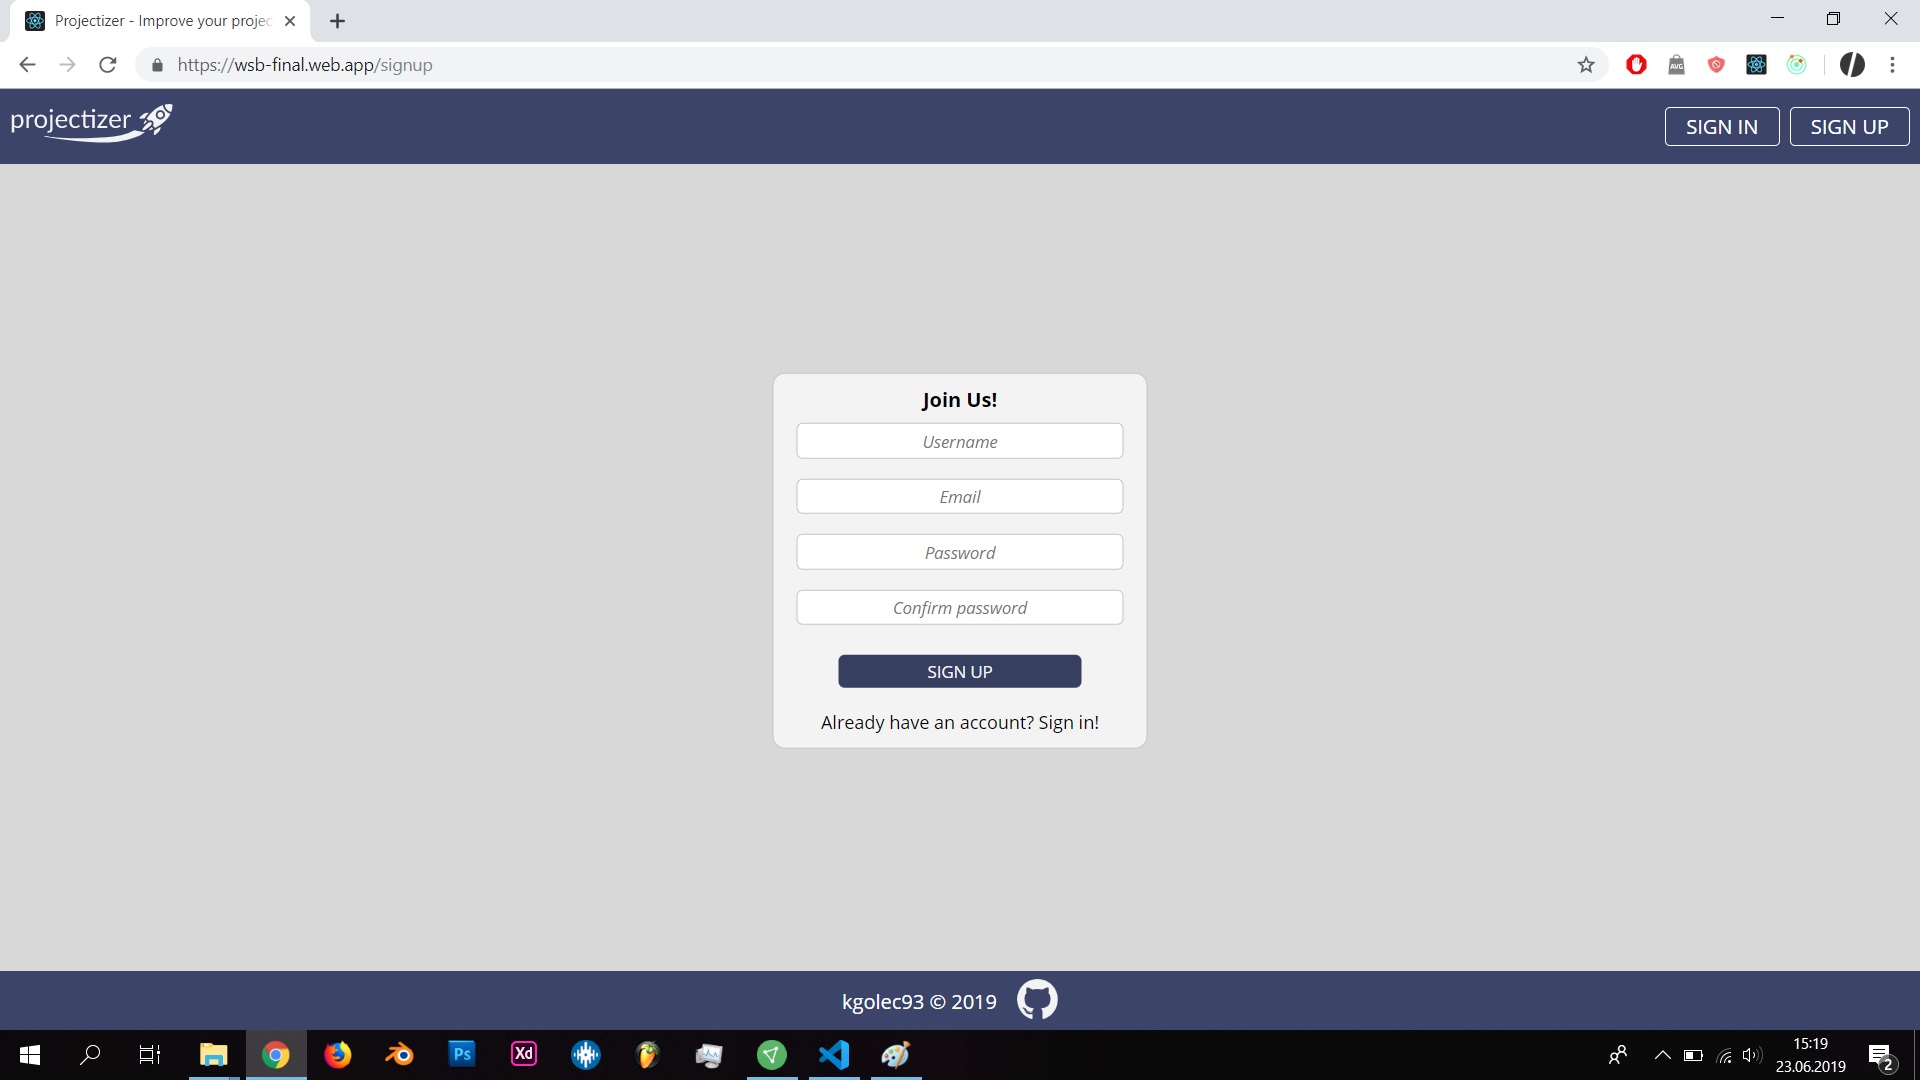 Projectizer - Improve your projec
https://wsb-final.web.app/signup
AVG
projectizer
SIGN IN
SIGN UP
Join Us!
Username
Email
Password
Confirm password
SIGN UP
Already have an account? Sign in!
kgolec93 © 2019
Ps
Xd
15:19
23.06.2019
2